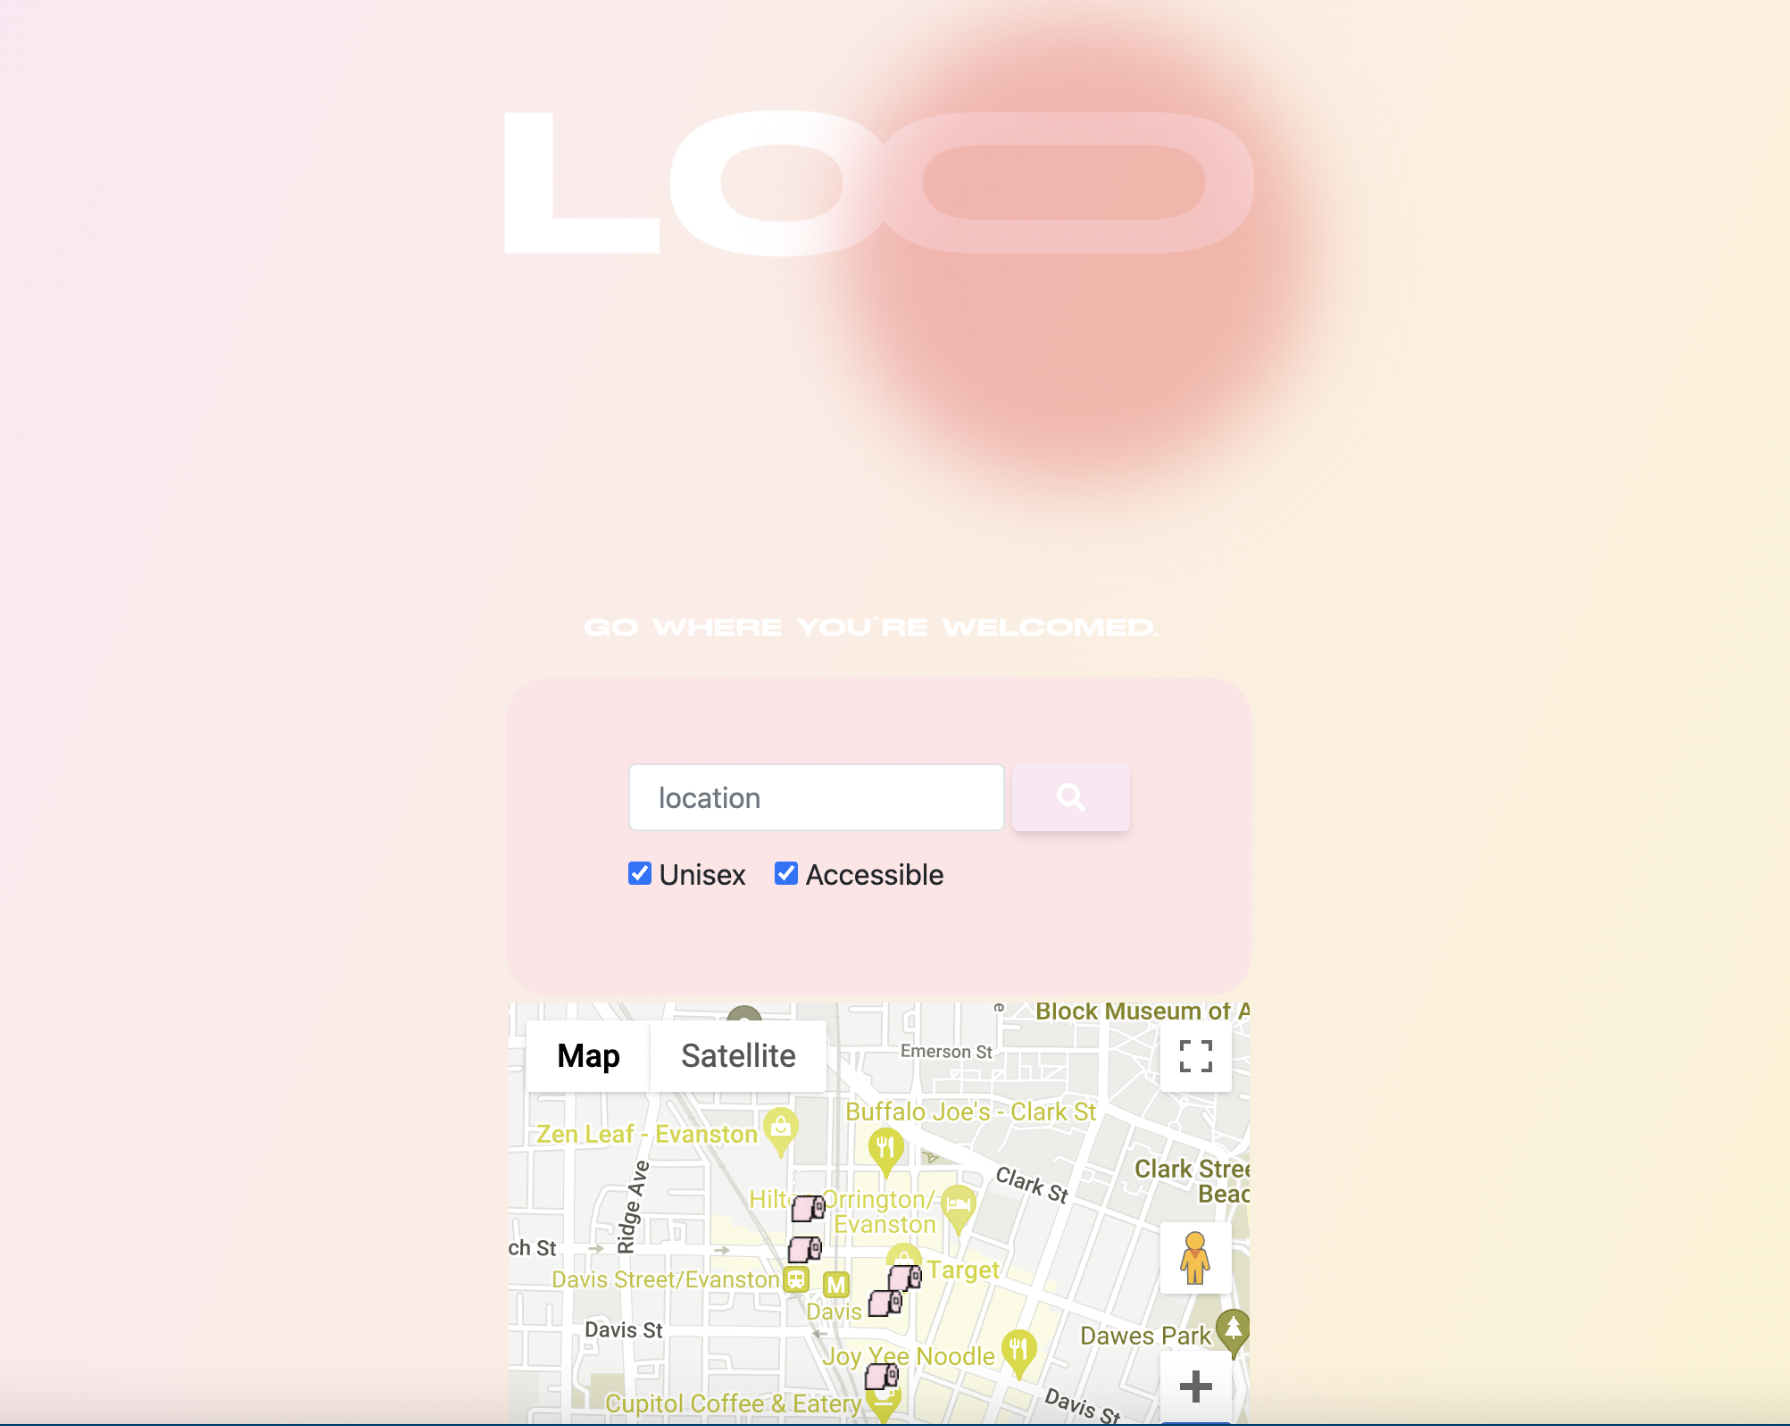 LOO
GO WHERE YOU`RE WELCOMED.
location
Unisex
Accessible
Block Museum of A
Map
Satellite
Emerson St
e
Buffalo Joe's - Clark St
Zen Leaf - Evanston
Clark St
Clark Stree
Beac
Ridge Ave
Hilt Orrington/
Evanston
ch St
Davis Street/Evanston
M
Target
Davis
Davis St
Dawes Park
Joy Yee Noodle
Cupitol Coffee & Eatery
Davis St